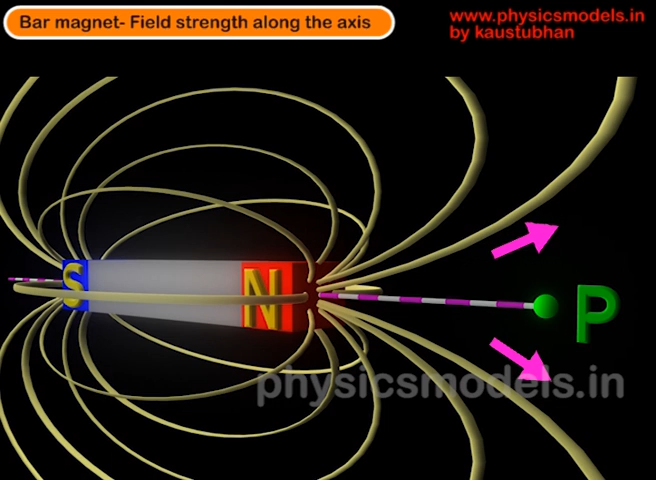 Bar magnet- Field strength along the axis
www.physicsmodels.in
by kaustubhan
S
N
P
physicsmodels.in